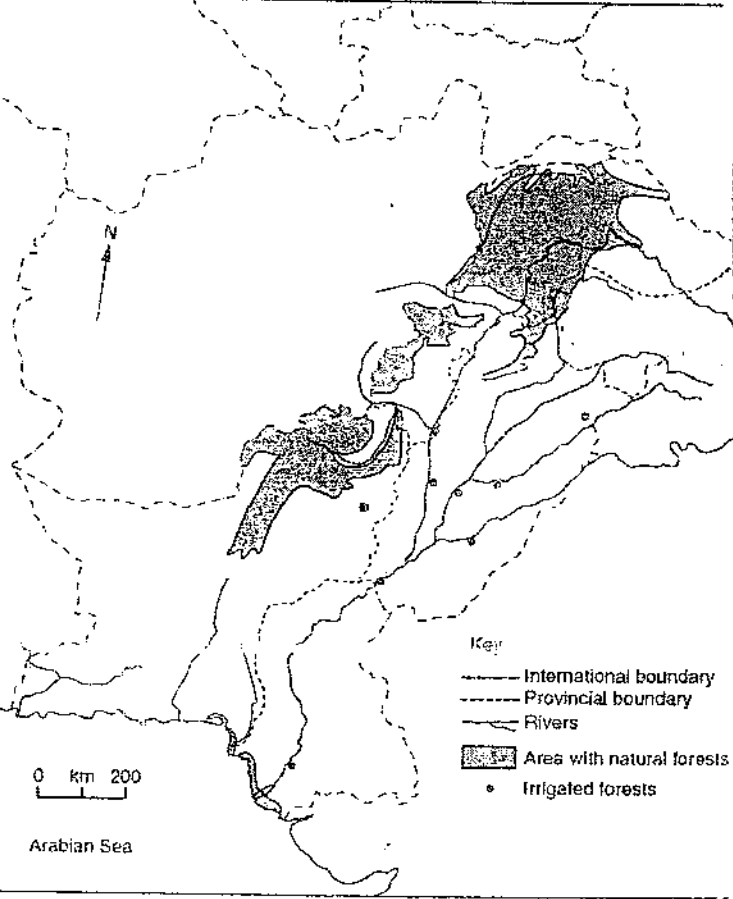 N
Key
International boundary
Provincial boundary
Rivers
Area with natural forests
Irrigated forests
0 km 200
Arabian Sea